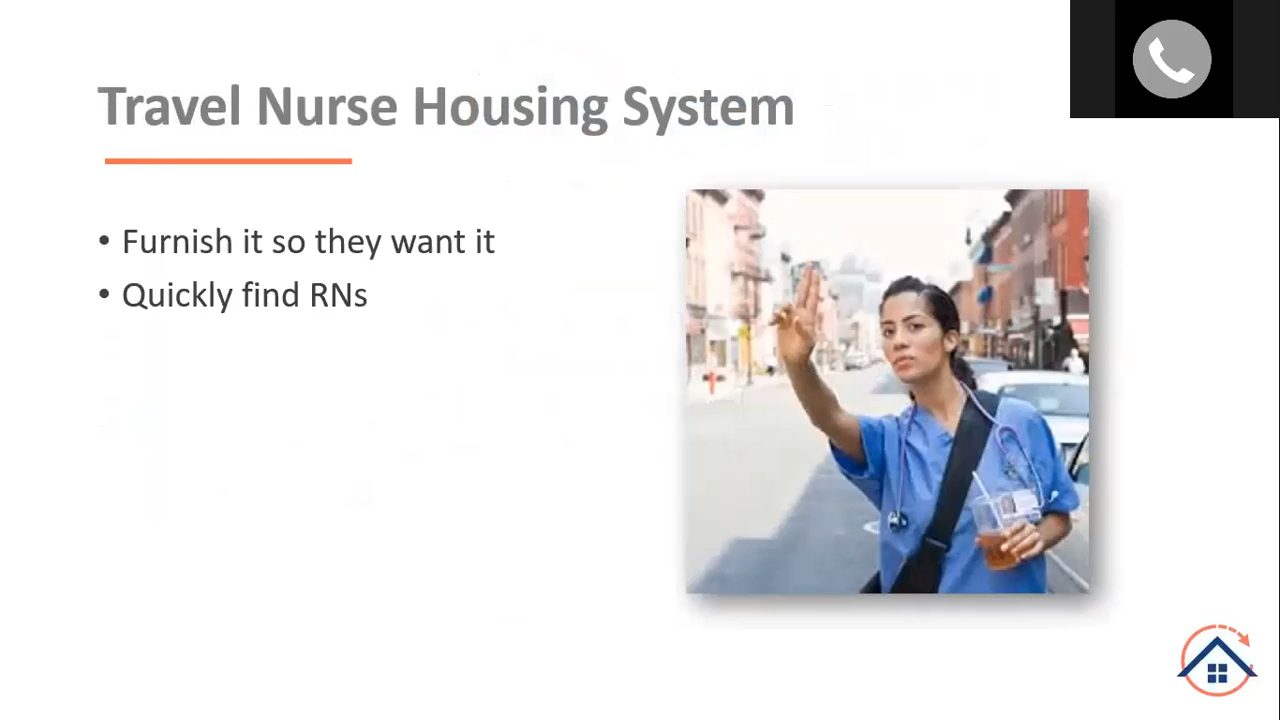 Travel Nurse Housing System
• Furnish it so they want it
• Quickly find RNs